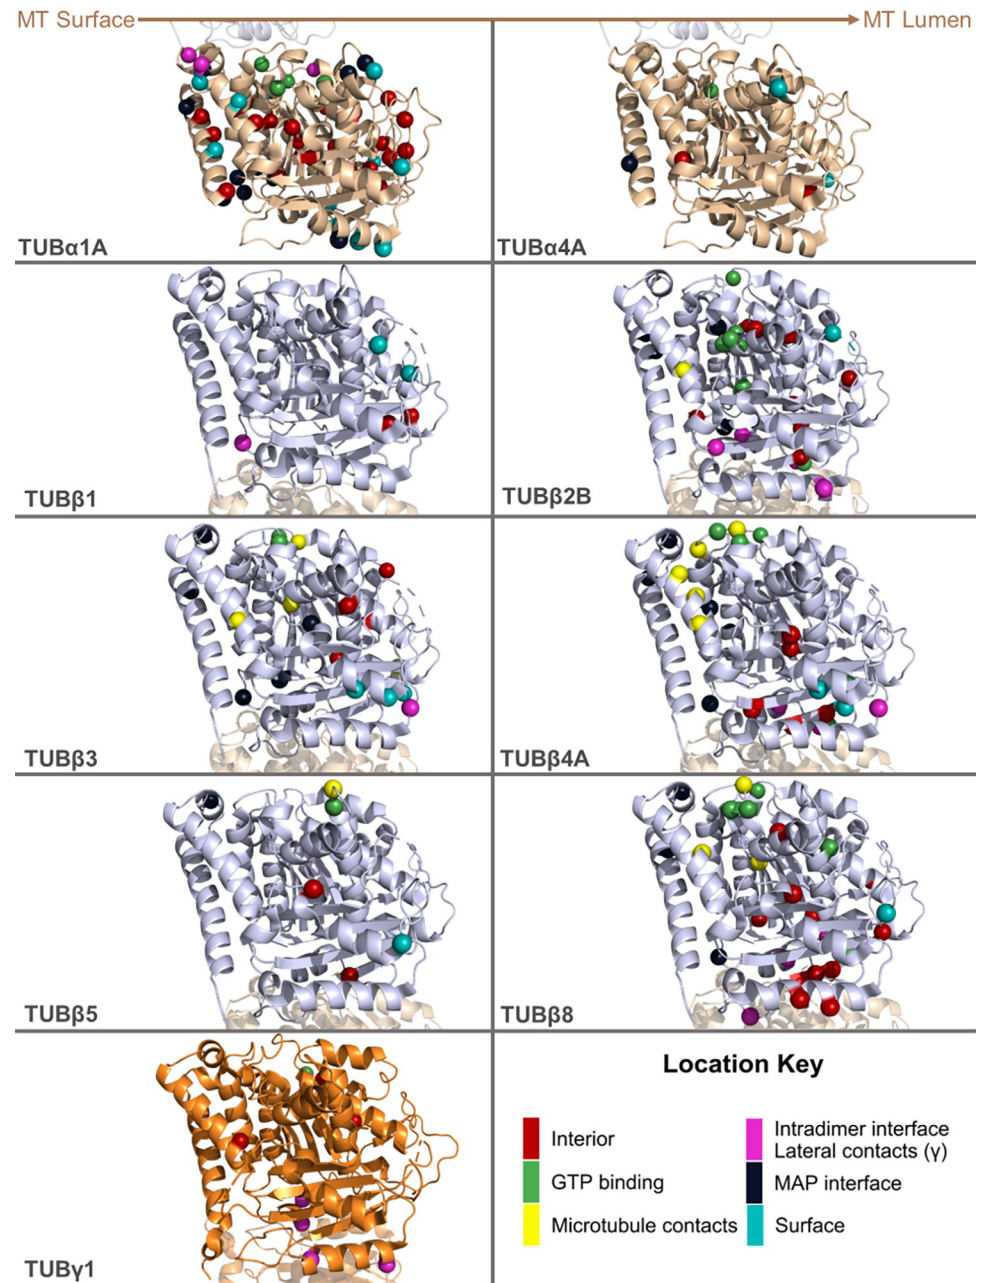 MT Surface
MT Lumen
TUBα1A
TUBα4A
TUBβ1
TUBβ2B
TUBβ3
TUBβ4A
TUBβ5
TUBβ8
TUBγ1
Location Key
Interior
GTP binding
Microtubule contacts
Intradimer interface
Lateral contacts (γ)
MAP interface
Surface